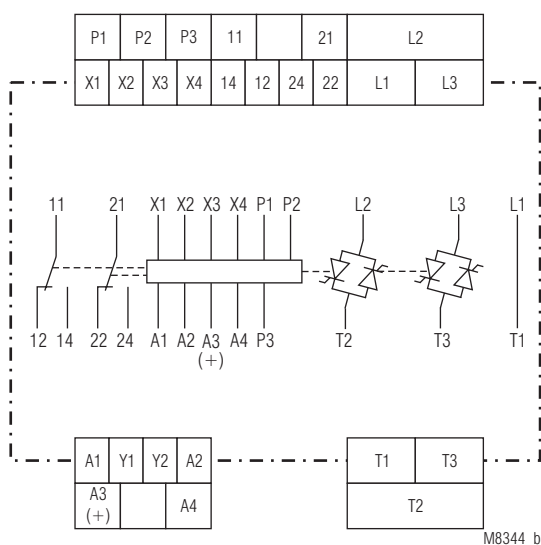 P1 P2 P3 11 21 L2
X1 X2 X3 X4 14 12 24 22 L1 L3
11 21 X1 X2 X3 X4 P1 P2 L2 L3 L1
12 14 22 24 A1 A2 A3 A4 P3 T2 T3 T1
(+)
A1 Y1 Y2 A2 T1 T3
A3 A4 T2
(+)
M8344_b